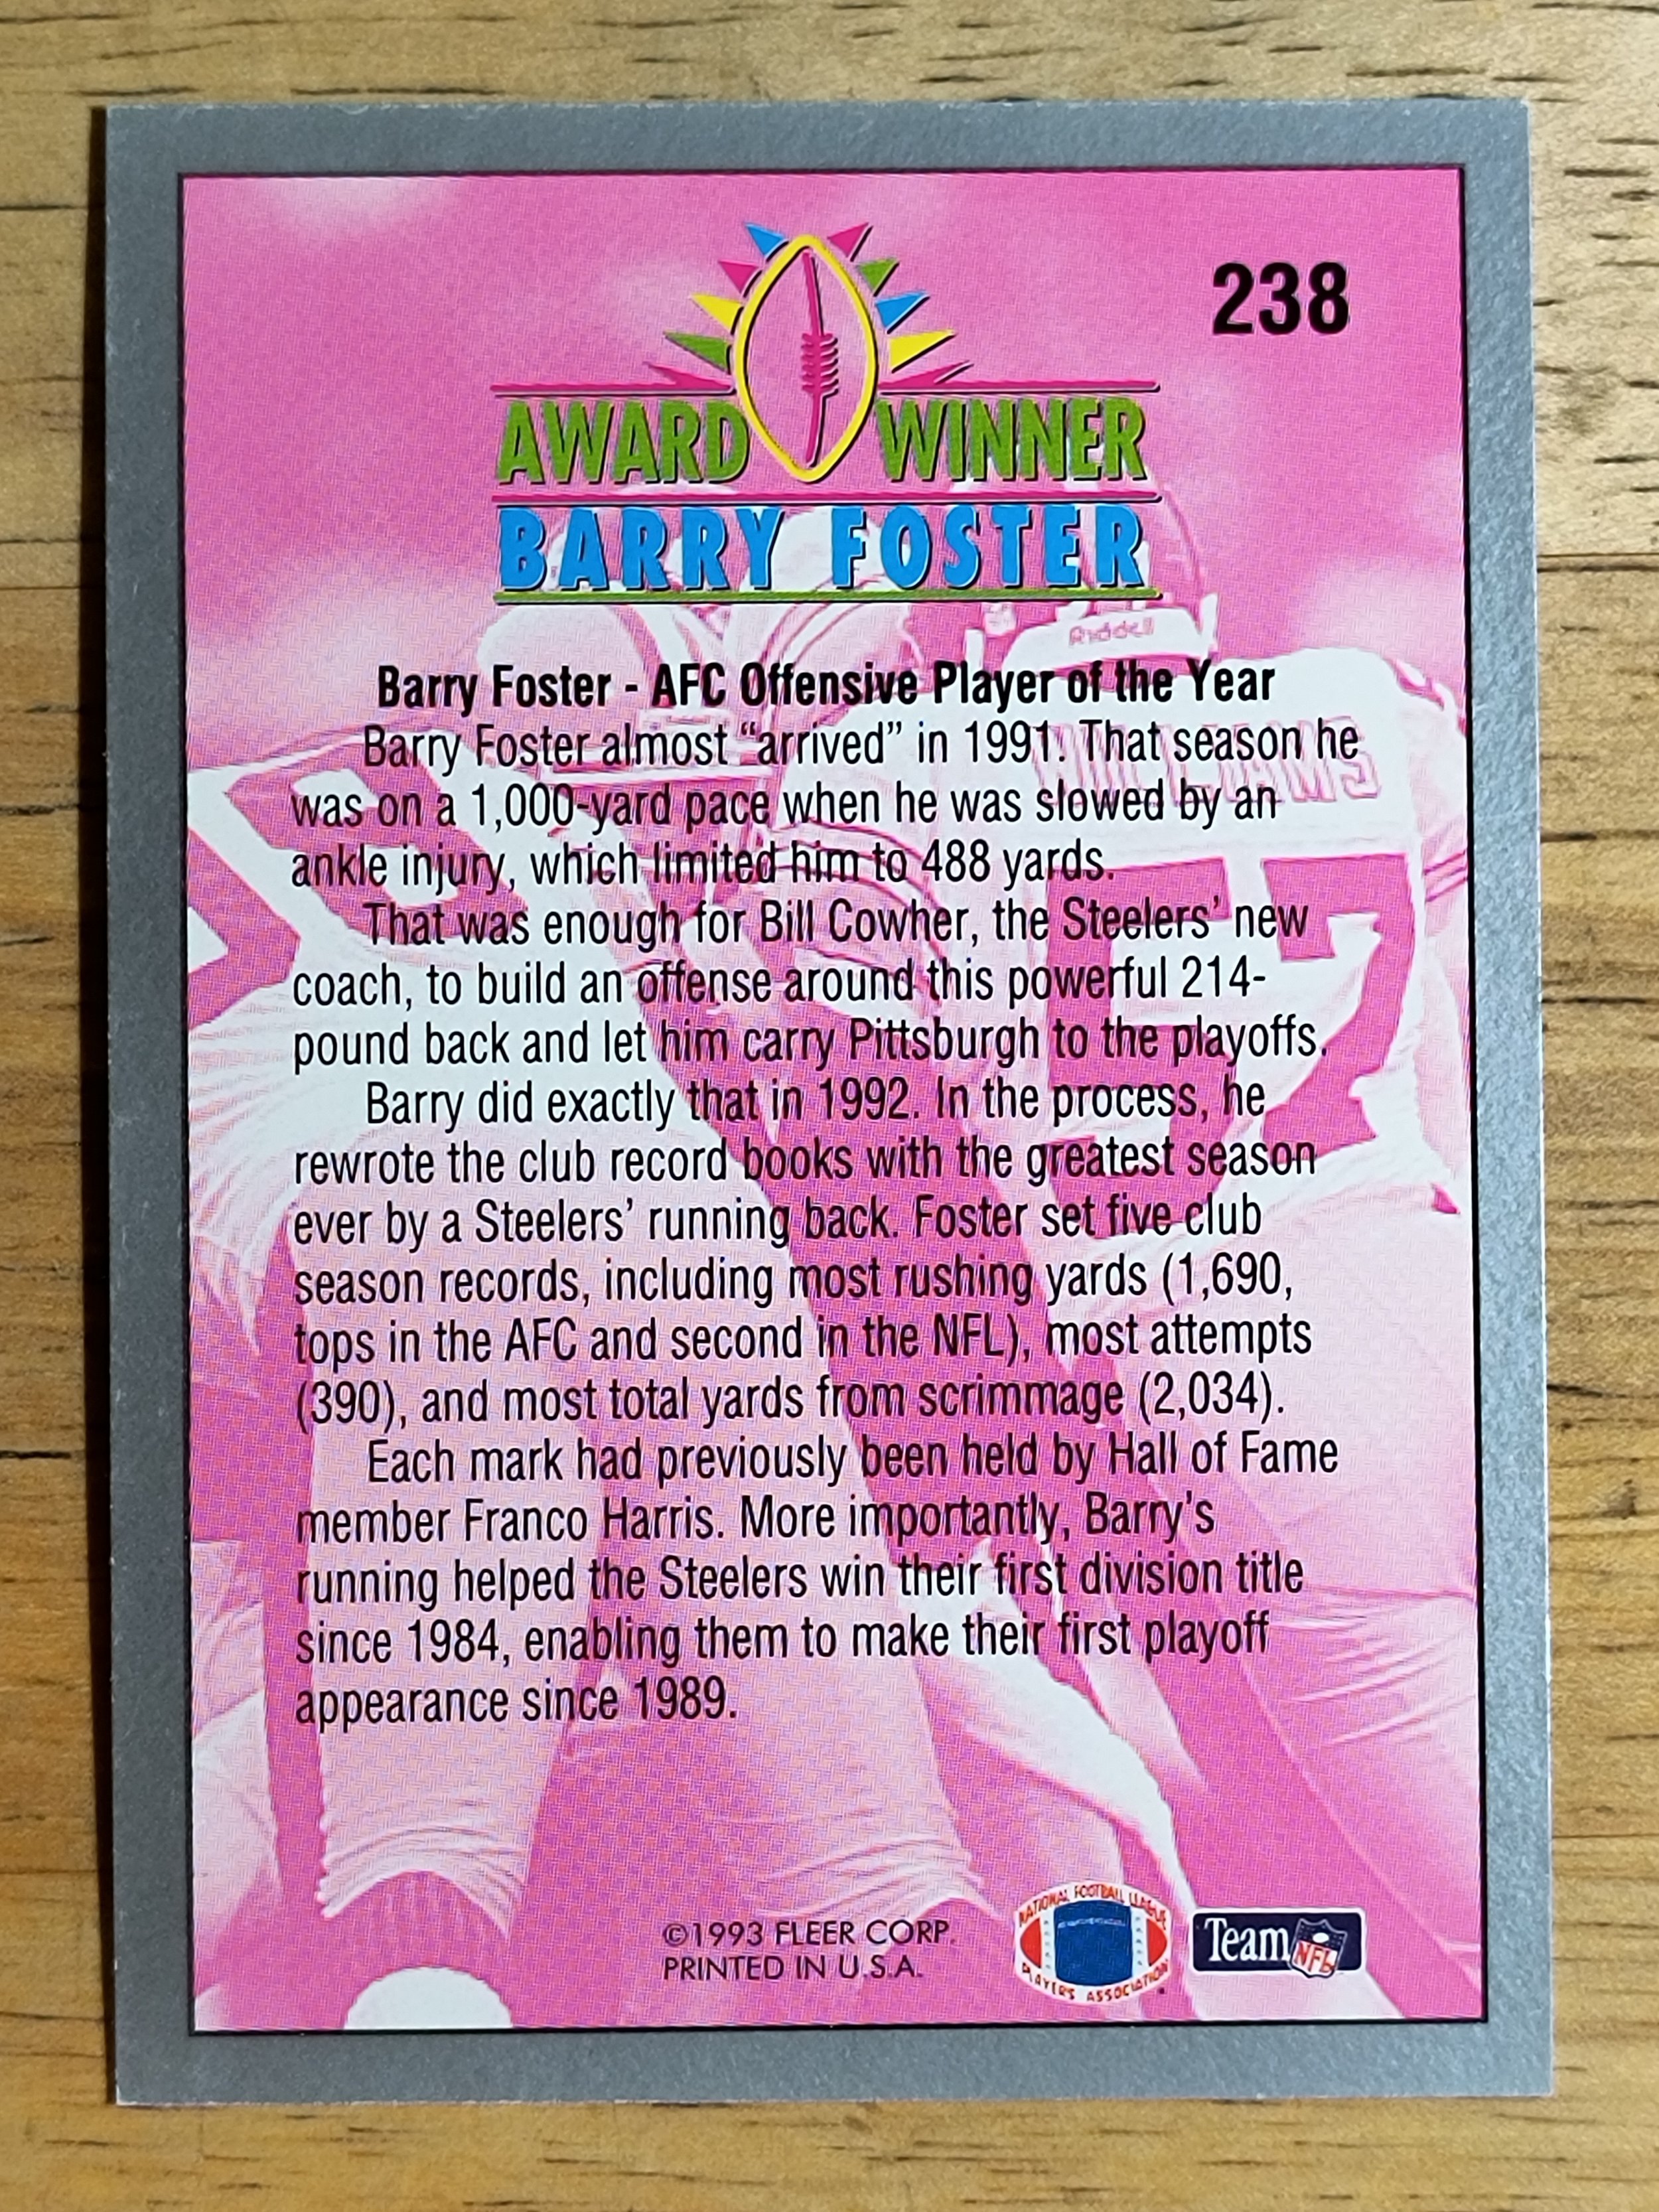 238
AWARD WINNER
BARRY FOSTER
Riddell
Barry Foster - AFC Offensive Player of the Year
Barry Foster almost “arrived” in 1991. That season he
was on a 1,000-yard pace when he was slowed by an
ankle injury, which limited him to 488 yards.
That was enough for Bill Cowher, the Steelers’ new
coach, to build an offense around this powerful 214-
pound back and let him carry Pittsburgh to the playoffs.
Barry did exactly that in 1992. In the process, he
rewrote the club record books with the greatest season
ever by a Steelers’ running back. Foster set five club
season records, including most rushing yards (1,690,
tops in the AFC and second in the NFL), most attempts
(390), and most total yards from scrimmage (2,034).
Each mark had previously been held by Hall of Fame
member Franco Harris. More importantly, Barry’s
running helped the Steelers win their first division title
since 1984, enabling them to make their first playoff
appearance since 1989.
WILLIAMS
©1993 FLEER CORP.
PRINTED IN U.S.A.
NATIONAL FOOTBALL LEAGUE
PLAYERS ASSOCIATION
Team NFL